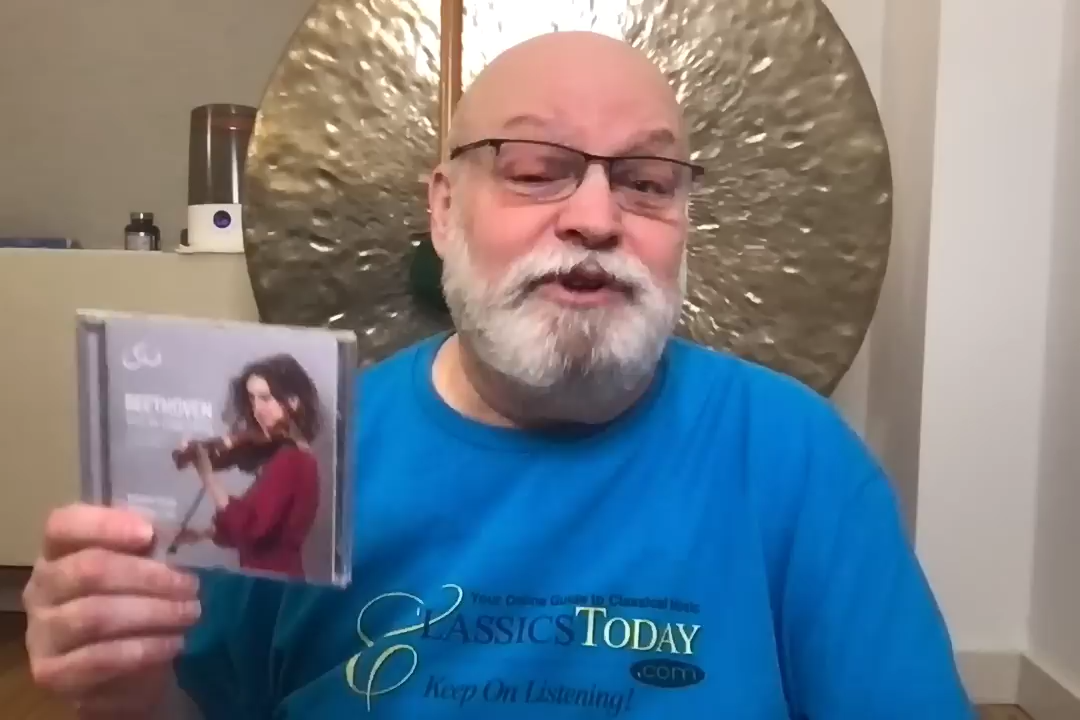 BEETHOVEN
Your Online Guide to Classical Music
CLASSICSTODAY
.com
Keep On Listening!